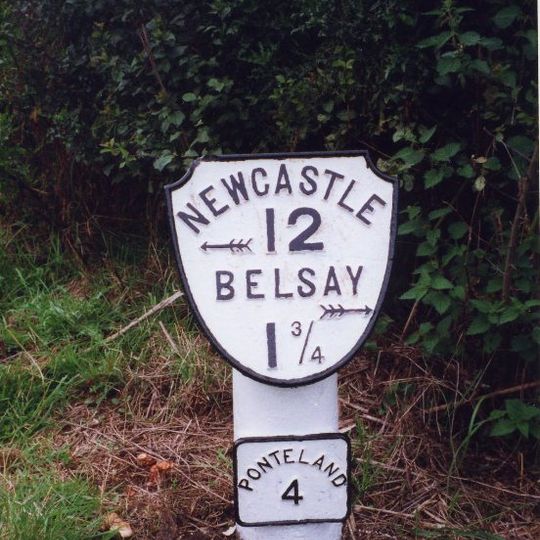 NEWCASTLE
12
BELSAY
1 3/4
PONTELAND
4